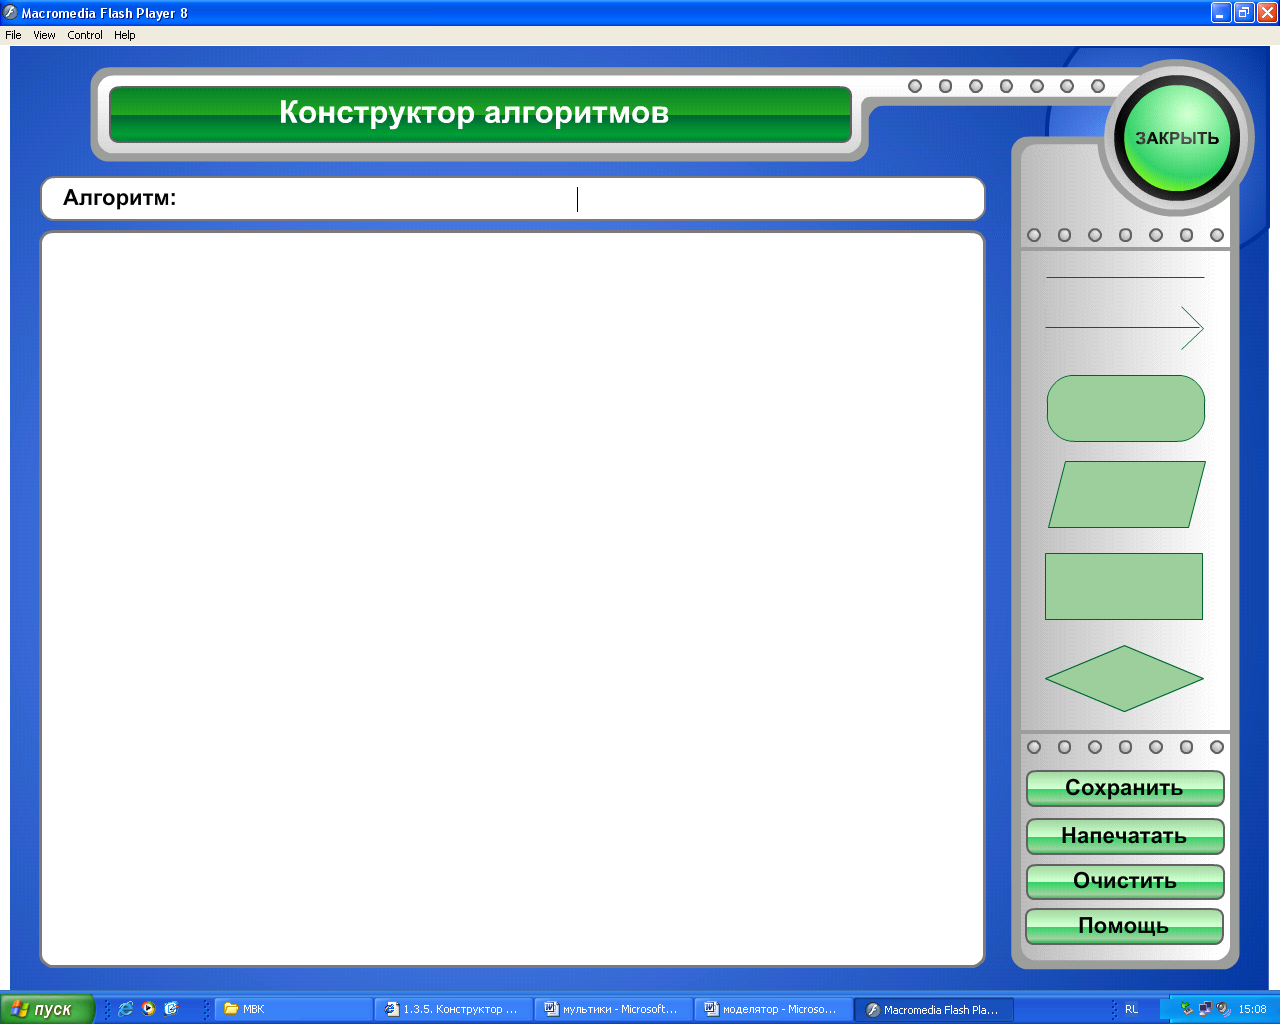 Macromedia Flash Player 8
File View Control Help
Конструктор алгоритмов
ЗАКРЫТЬ
Алгоритм:
Сохранить
Напечатать
Очистить
Помощь
пуск
МВК
1.3.5. Конструктор ...
мультики - Microsoft...
моделятор - Microso...
Macromedia Flash Pla...
RL
15:08